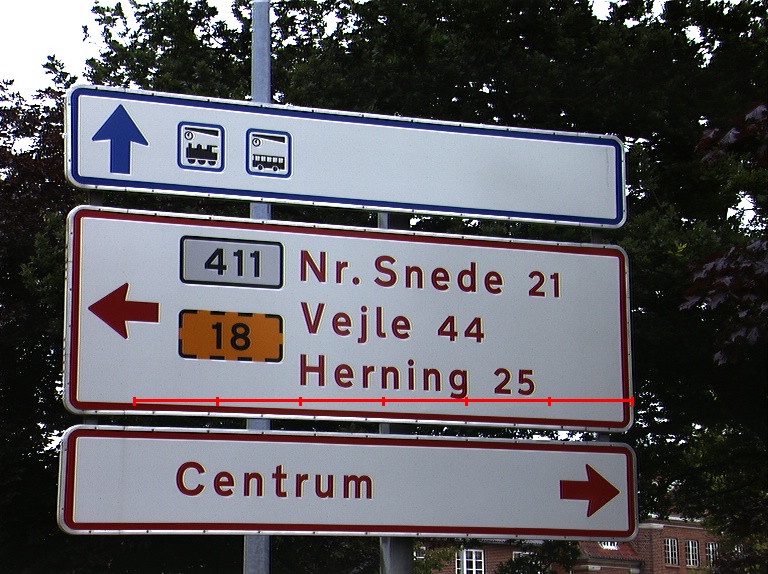 411 Nr. Snede 21
Vejle 44
18
Herning 25
Centrum